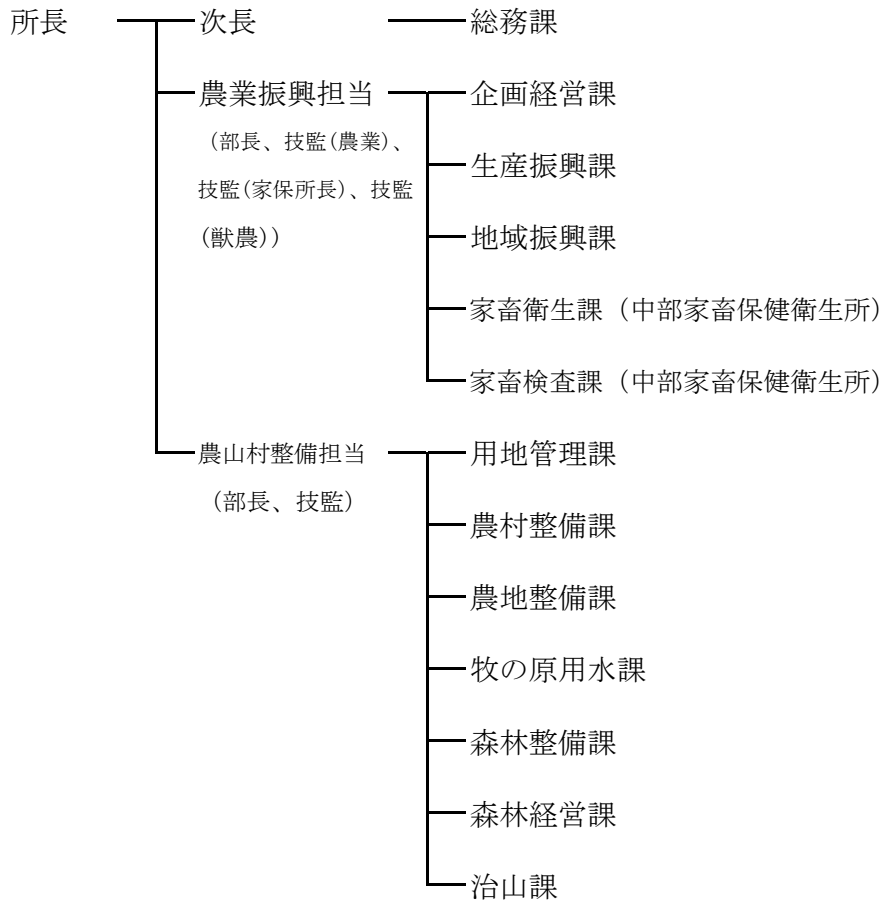 所長 次長 総務課
農業振興担当 企画経営課
（部長、技監(農業)、
生産振興課
技監(家保所長)、技監
（獣農））
地域振興課
家畜衛生課（中部家畜保健衛生所）
家畜検査課（中部家畜保健衛生所）
農山村整備担当 用地管理課
（部長、技監）
農村整備課
農地整備課
牧の原用水課
森林整備課
森林経営課
治山課